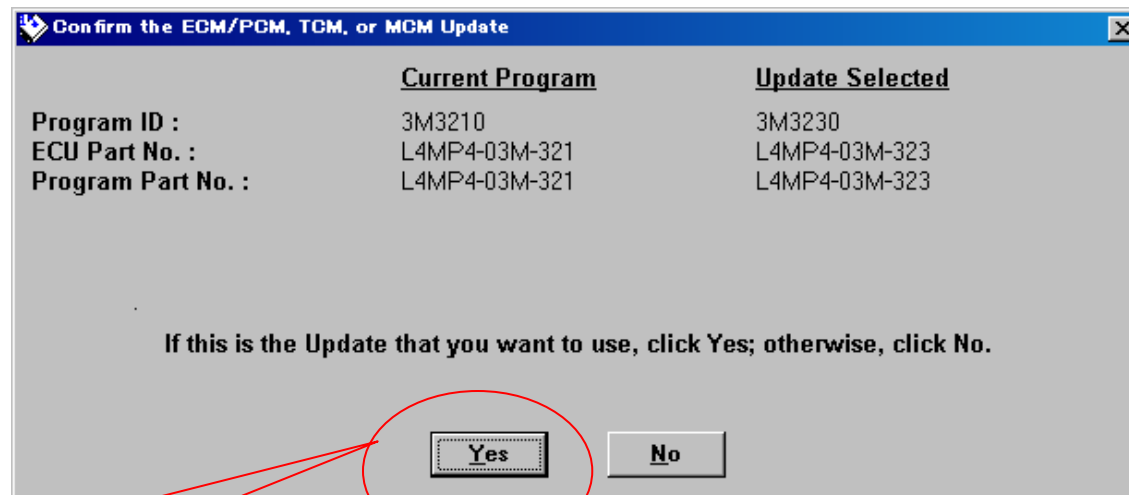 Confirm the ECM/PCM, TCM, or MCM Update
Current Program Update Selected
Program ID : 3M3210 3M3230
ECU Part No. : L4MP4-03M-321 L4MP4-03M-323
Program Part No. : L4MP4-03M-321 L4MP4-03M-323
If this is the Update that you want to use, click Yes; otherwise, click No.
Yes No